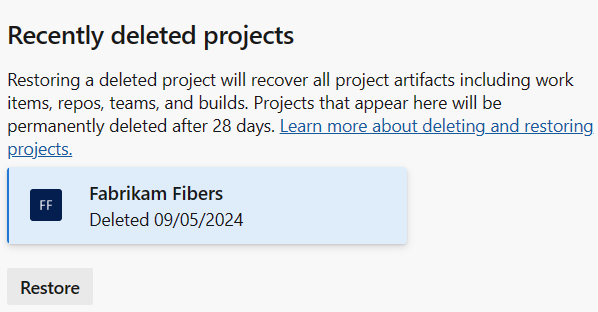 Recently deleted projects
Restoring a deleted project will recover all project artifacts including work
items, repos, teams, and builds. Projects that appear here will be
permanently deleted after 28 days. Learn more about deleting and restoring
projects.
FF
Fabrikam Fibers
Deleted 09/05/2024
Restore